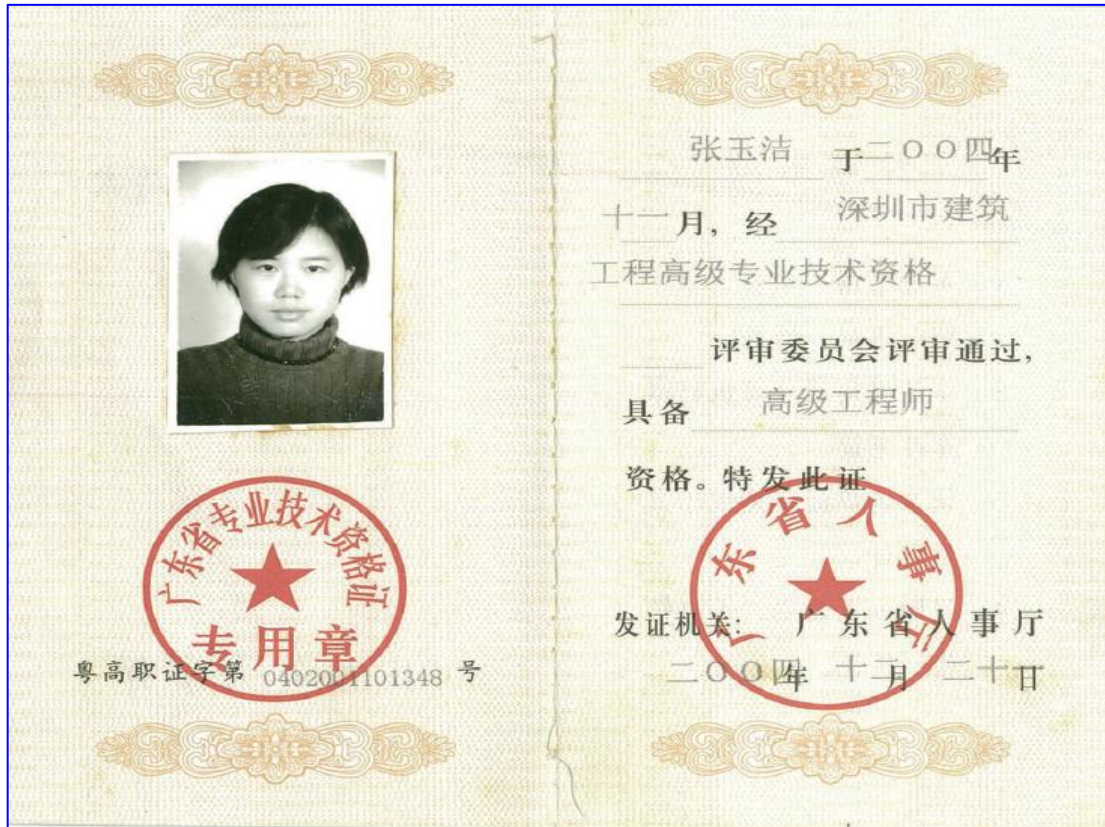 广东省专业技术资格证
专用章
粤高职证字第 0402001101348 号
张玉洁 于二〇〇四年
十一月，经 深圳市建筑
工程高级专业技术资格
评审委员会评审通过，
具备 高级工程师
资格。特发此证
广东省人事厅
发证机关： 广东省人事厅
二〇〇四年 十二月 二十一日